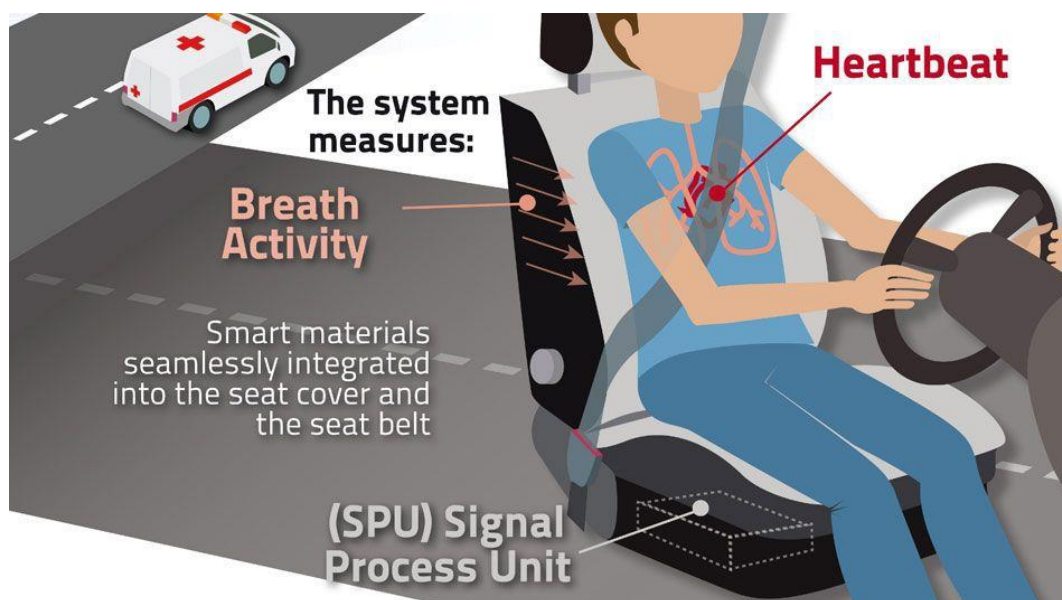 The system
measures:
Heartbeat
Breath
Activity
Smart materials
seamlessly integrated
into the seat cover and
the seat belt
(SPU) Signal
Process Unit